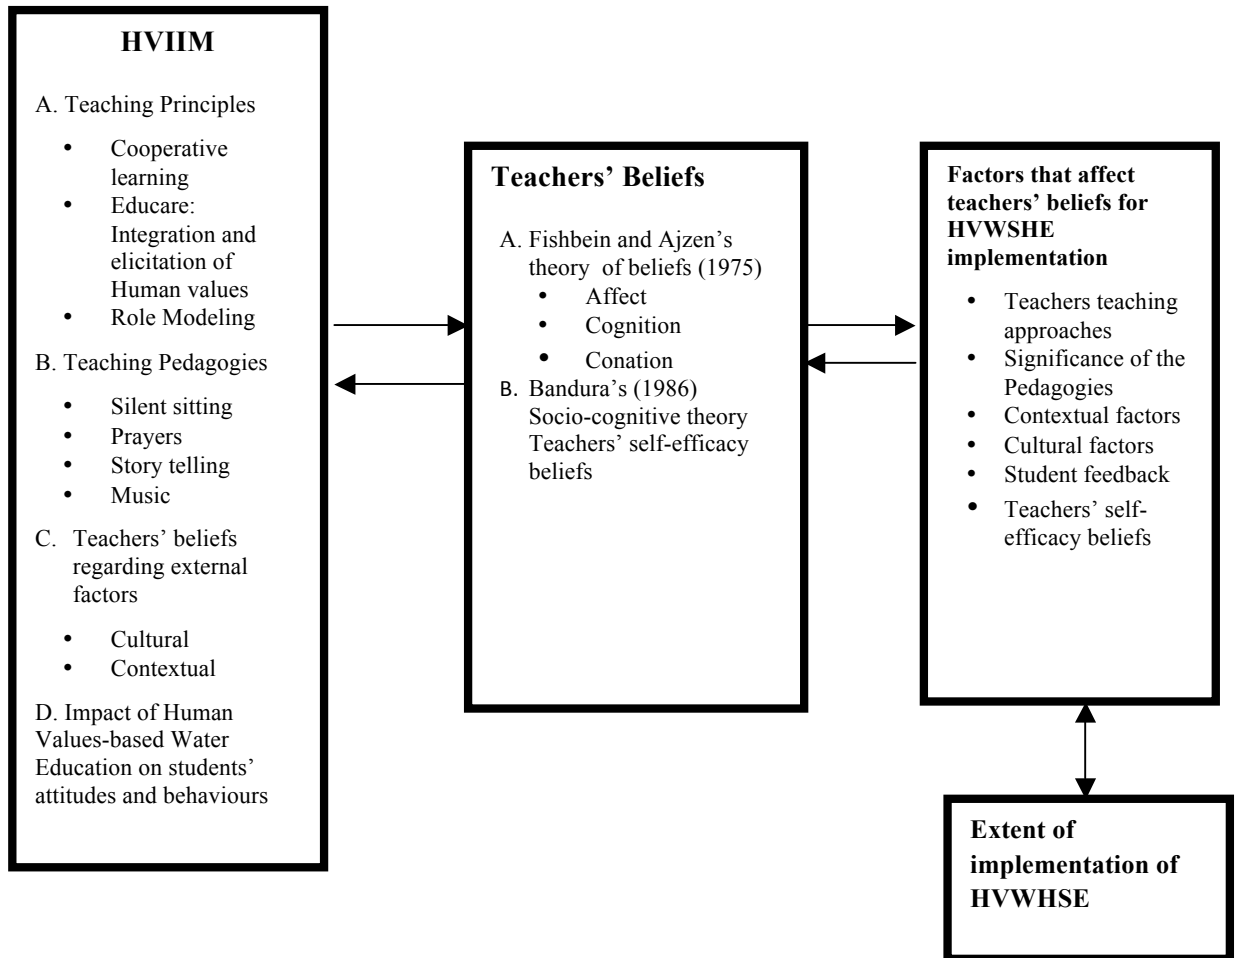 HVIIM
A. Teaching Principles
• Cooperative
learning
• Educare:
Integration and
elicitation of
Human values
• Role Modeling
B. Teaching Pedagogies
• Silent sitting
• Prayers
• Story telling
• Music
C. Teachers’ beliefs
regarding external
factors
• Cultural
• Contextual
D. Impact of Human
Values-based Water
Education on students’
attitudes and behaviours
Teachers’ Beliefs
A. Fishbein and Ajzen’s
theory of beliefs (1975)
• Affect
• Cognition
• Conation
B. Bandura’s (1986)
Socio-cognitive theory
Teachers’ self-efficacy
beliefs
Factors that affect
teachers’ beliefs for
HVWSHE
implementation
• Teachers teaching
approaches
• Significance of the
Pedagogies
• Contextual factors
• Cultural factors
• Student feedback
• Teachers’ self-
efficacy beliefs
Extent of
implementation of
HVWHSE